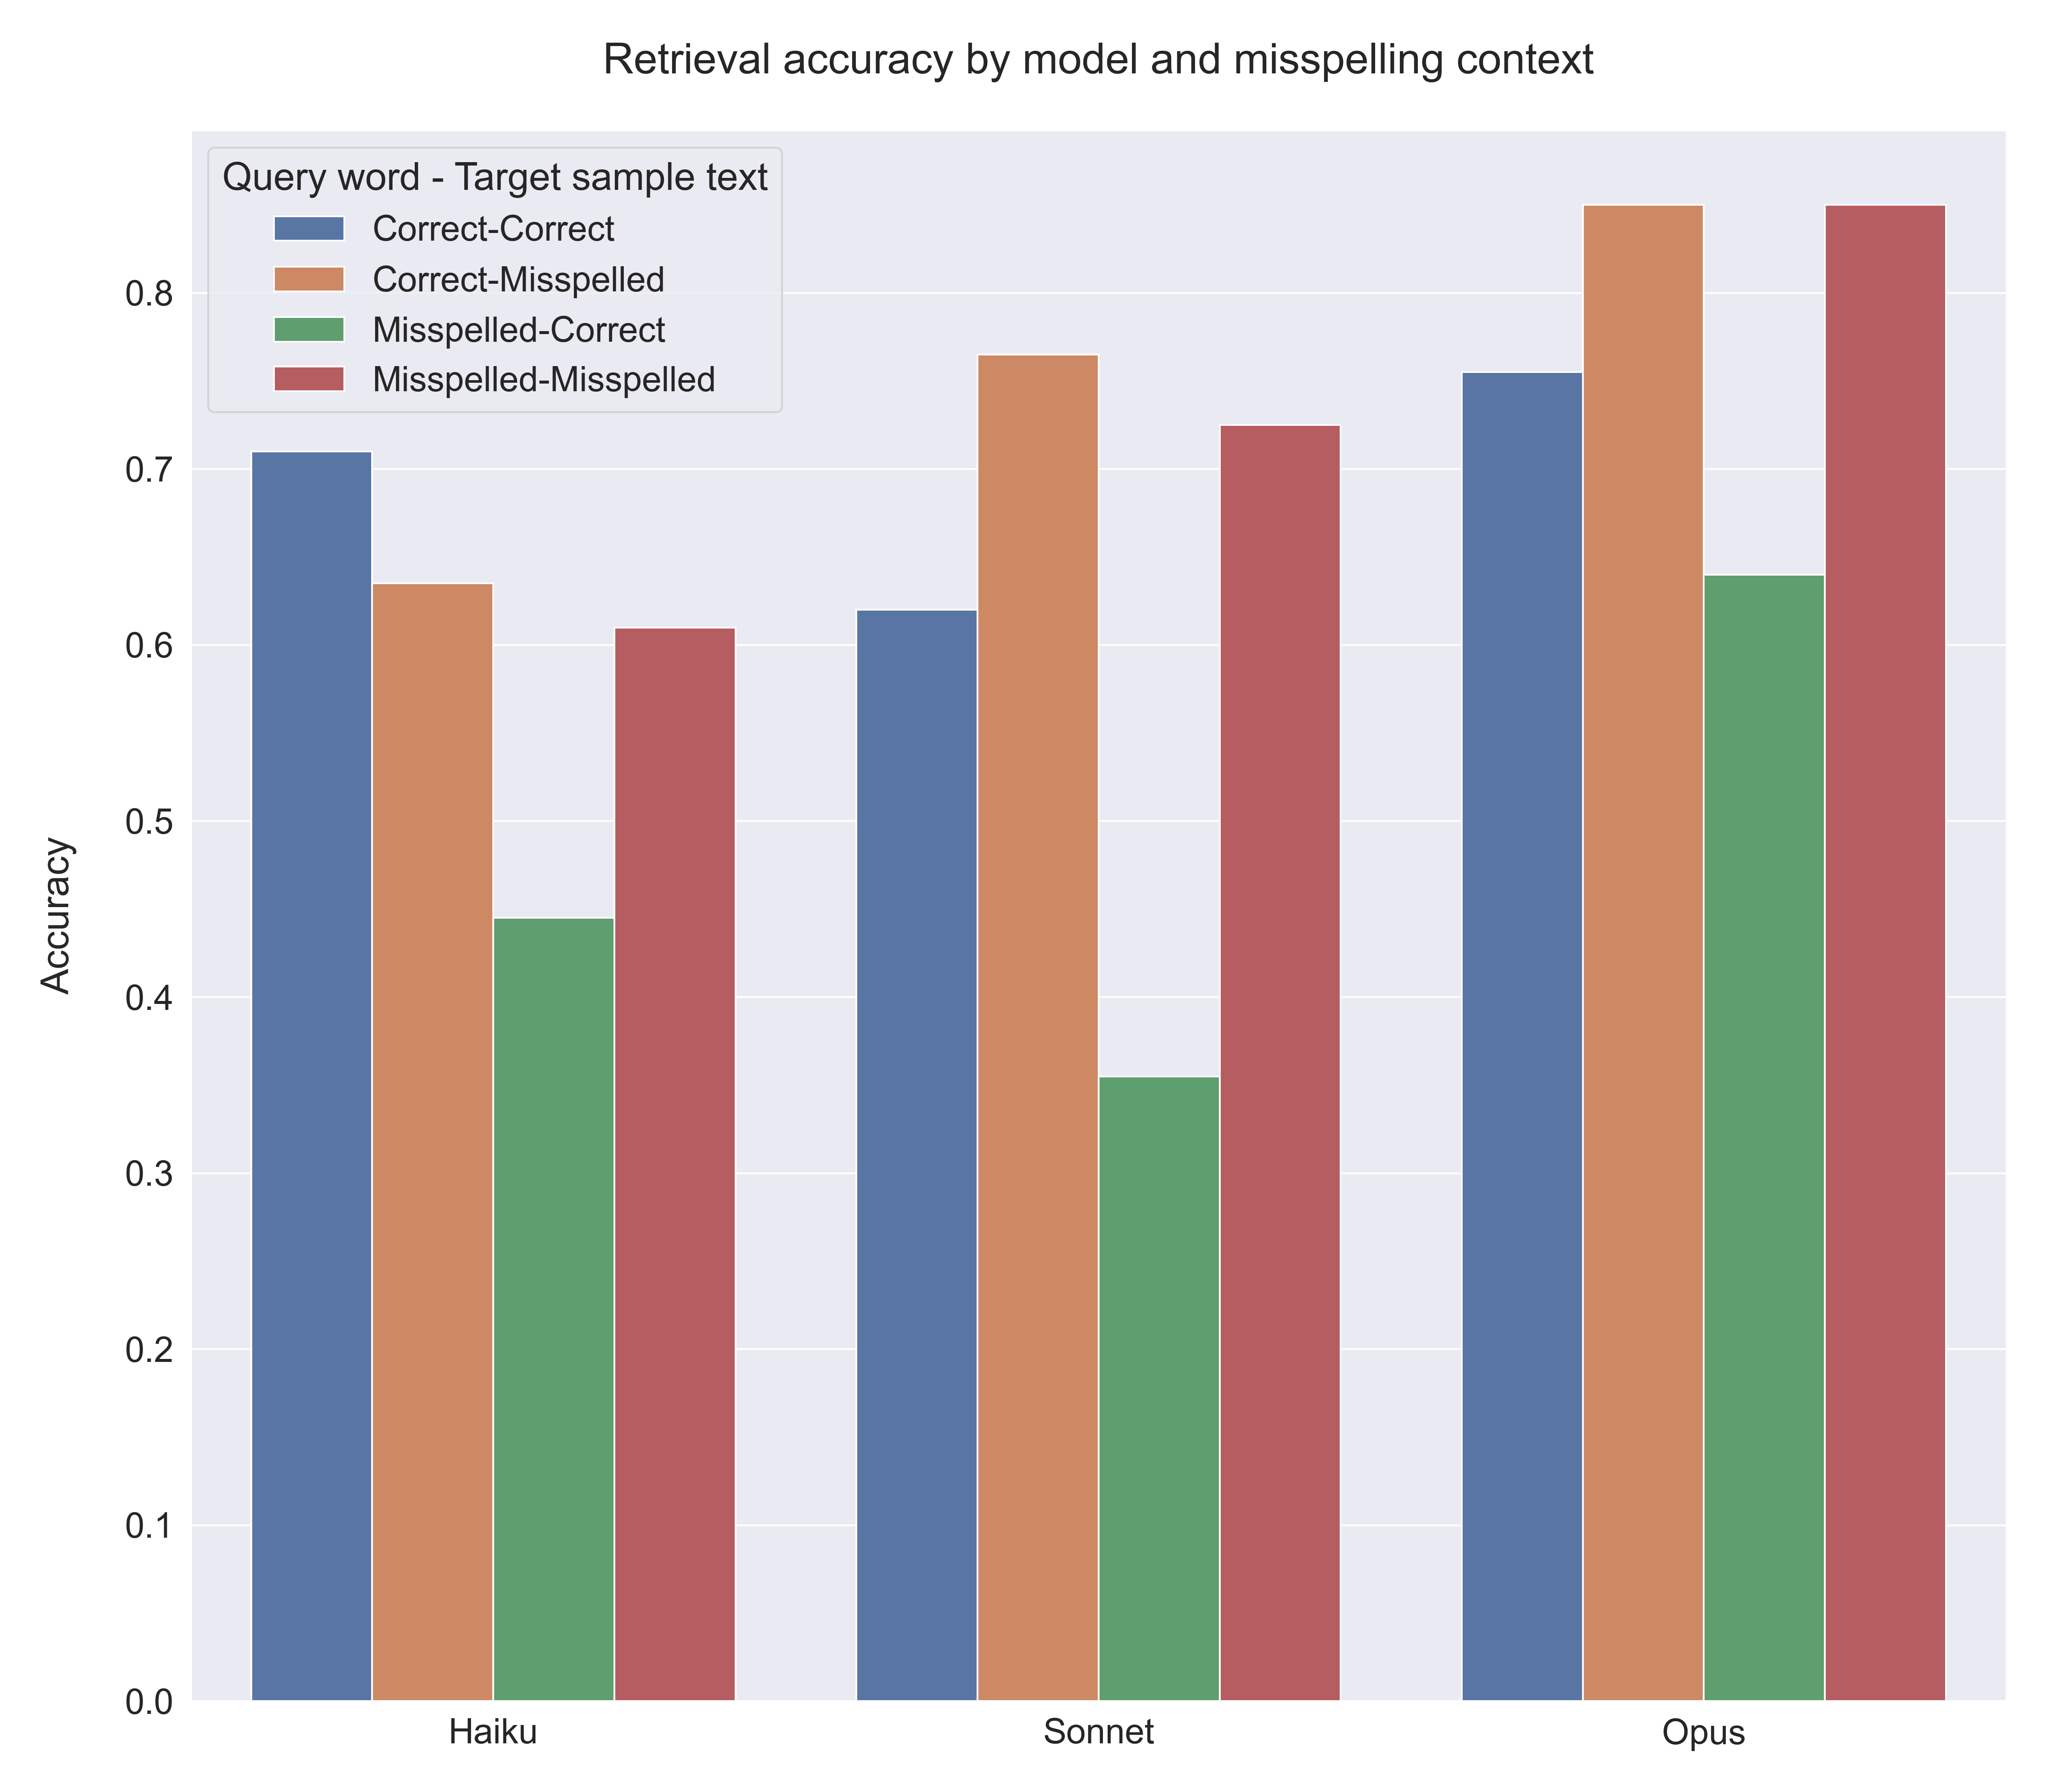 Retrieval accuracy by model and misspelling context
Query word - Target sample text
Correct-Correct
Correct-Misspelled
Misspelled-Correct
Misspelled-Misspelled
0.8
0.7
0.6
0.5
0.4
0.3
0.2
0.1
0.0
Accuracy
Haiku
Sonnet
Opus